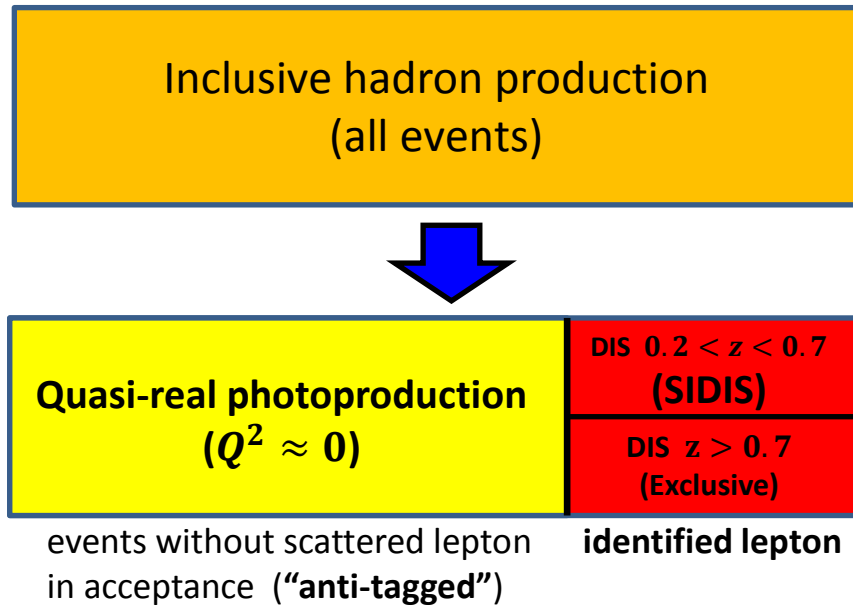 Inclusive hadron production
(all events)
DIS 0.2 < z < 0.7
(SIDIS)
Quasi-real photoproduction
(Q² ≈ 0)
DIS z > 0.7
(Exclusive)
events without scattered lepton
in acceptance (“anti-tagged”)
identified lepton